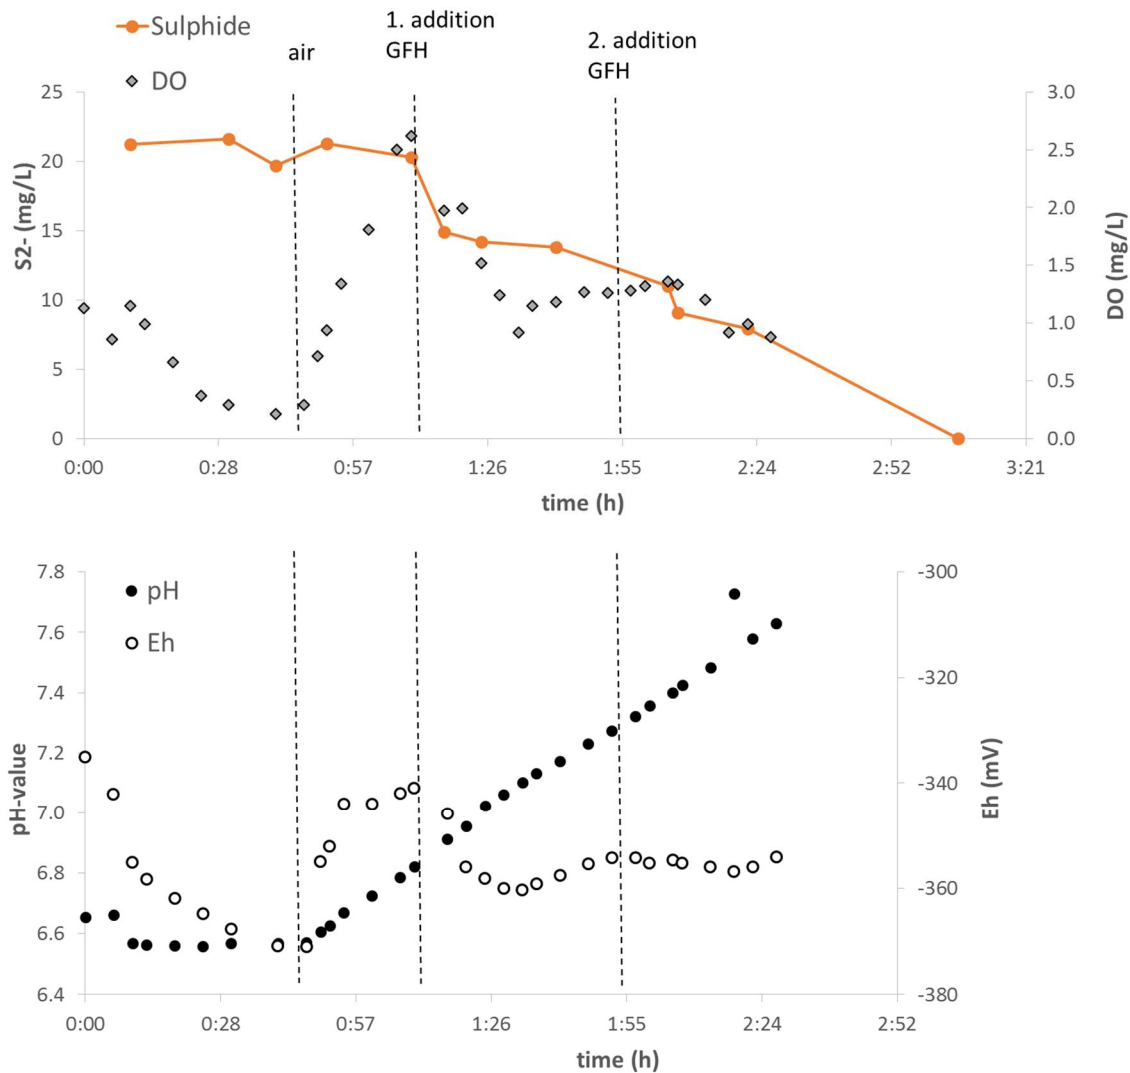 Sulphide
DO
air
1. addition
GFH
2. addition
GFH
25
20
15
10
5
0
S2- (mg/L)
3.0
2.5
2.0
1.5
1.0
0.5
0.0
DO (mg/L)
0:00 0:28 0:57 1:26 1:55 2:24 2:52 3:21
time (h)
pH
Eh
7.8
7.6
7.4
7.2
7.0
6.8
6.6
6.4
pH-value
-300
-320
-340
-360
-380
Eh (mV)
0:00 0:28 0:57 1:26 1:55 2:24 2:52
time (h)